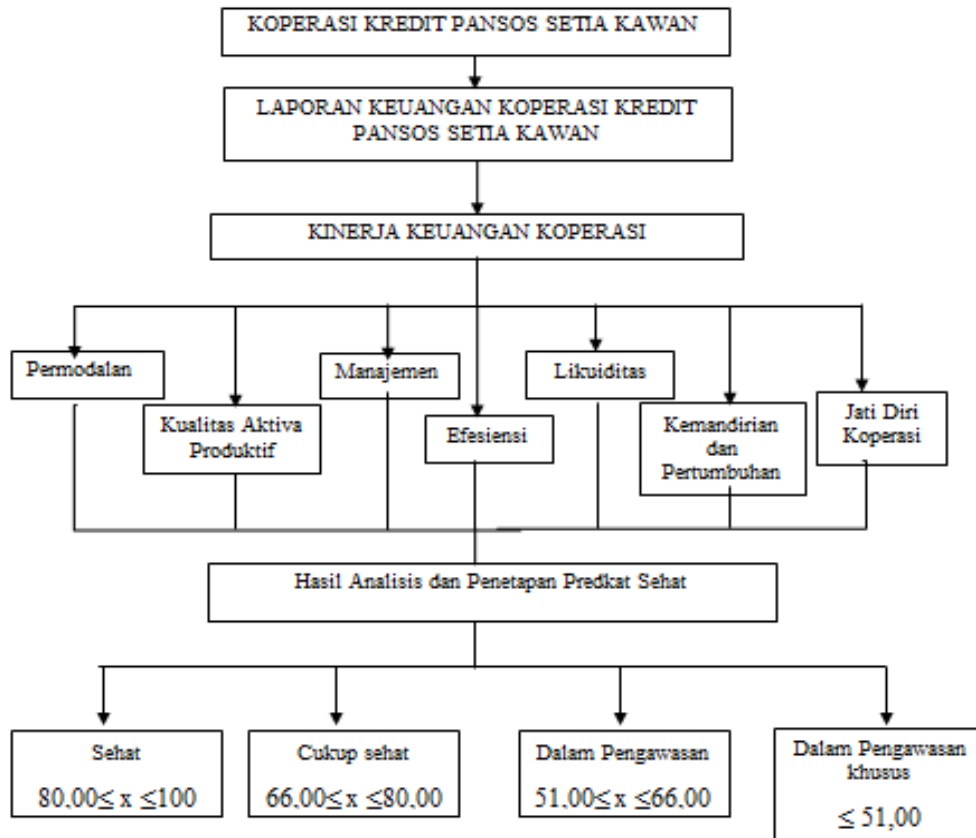 KOPERASI KREDIT PANSOS SETIA KAWAN
LAPORAN KEUANGAN KOPERASI KREDIT
PANSOS SETIA KAWAN
KINERJA KEUANGAN KOPERASI
Permodalan
Kualitas Aktiva
Produktif
Manajemen
Efesiensi
Likuiditas
Kemandirian
dan
Pertumbuhan
Jati Diri
Koperasi
Hasil Analisis dan Penetapan Predkat Sehat
Sehat
80,00≤ x ≤100
Cukup sehat
66,00≤ x ≤80,00
Dalam Pengawasan
51,00≤ x ≤66,00
Dalam Pengawasan
khusus
≤ 51,00